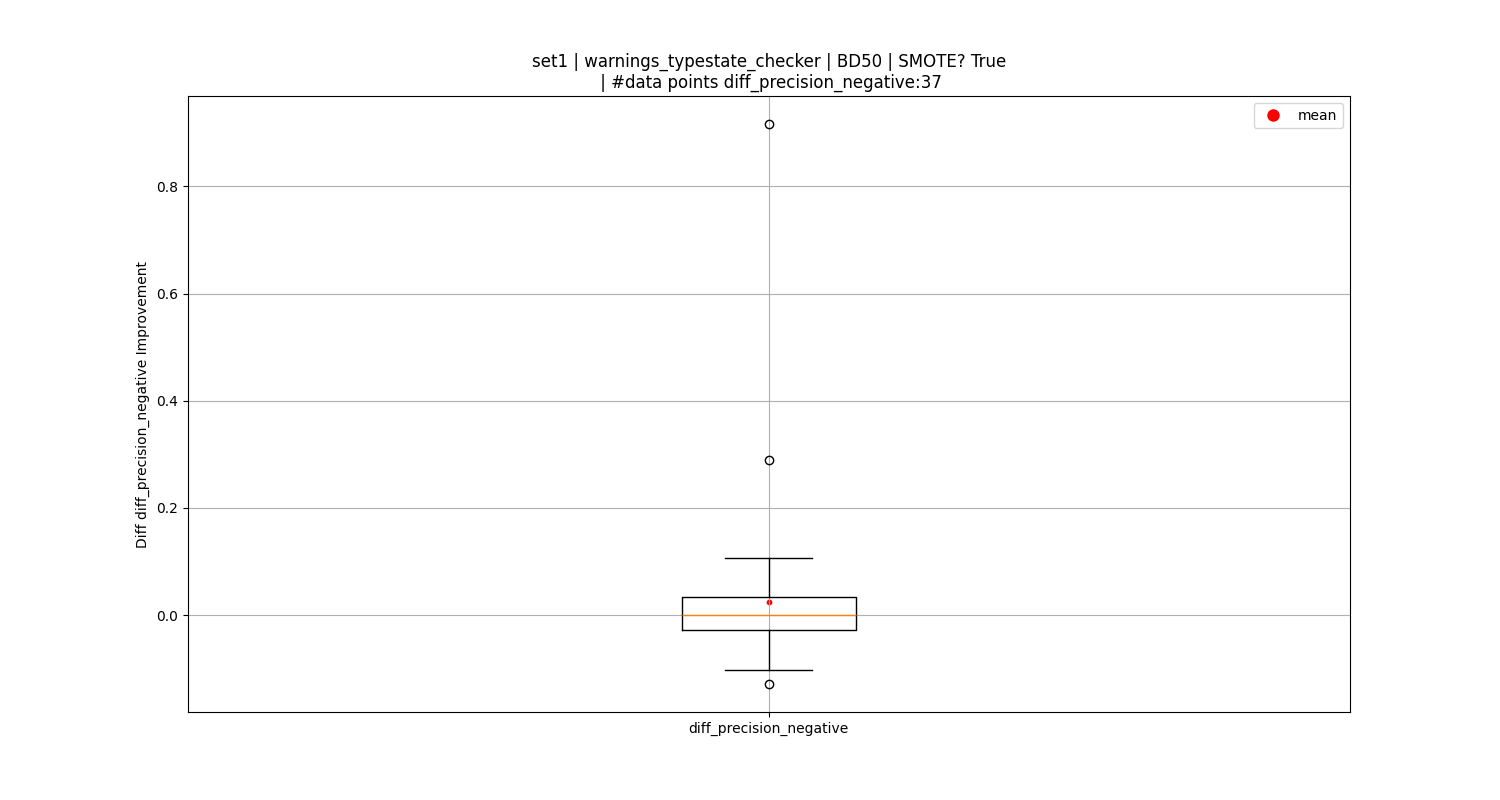 set1 | warnings_typestate_checker | BD50 | SMOTE? True
| #data points diff_precision_negative:37
mean
0.8
0.6
0.4
0.2
0.0
Diff diff_precision_negative Improvement
diff_precision_negative